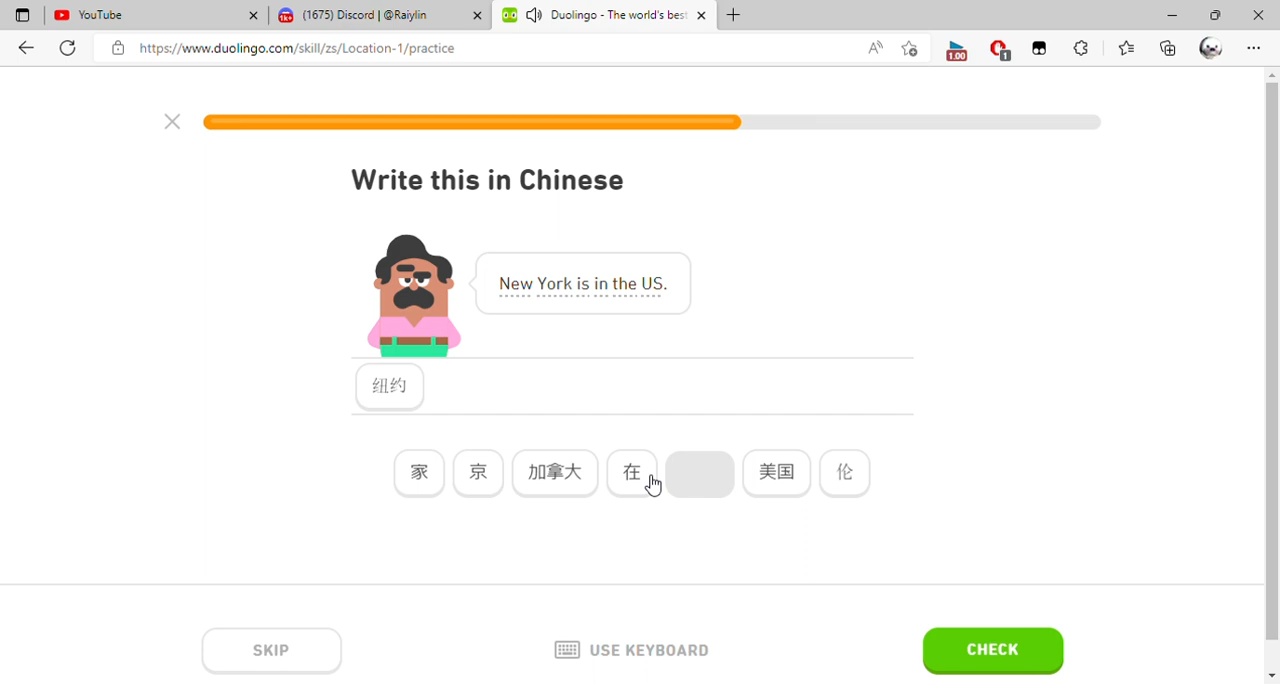 YouTube
(1675) Discord | @Raiylin
Duolingo - The world's best
https://www.duolingo.com/skill/zs/Location-1/practice
1.00
1
1k+
Write this in Chinese
New York is in the US.
纽约
家 京 加拿大 在 美国 伦
SKIP
USE KEYBOARD
CHECK